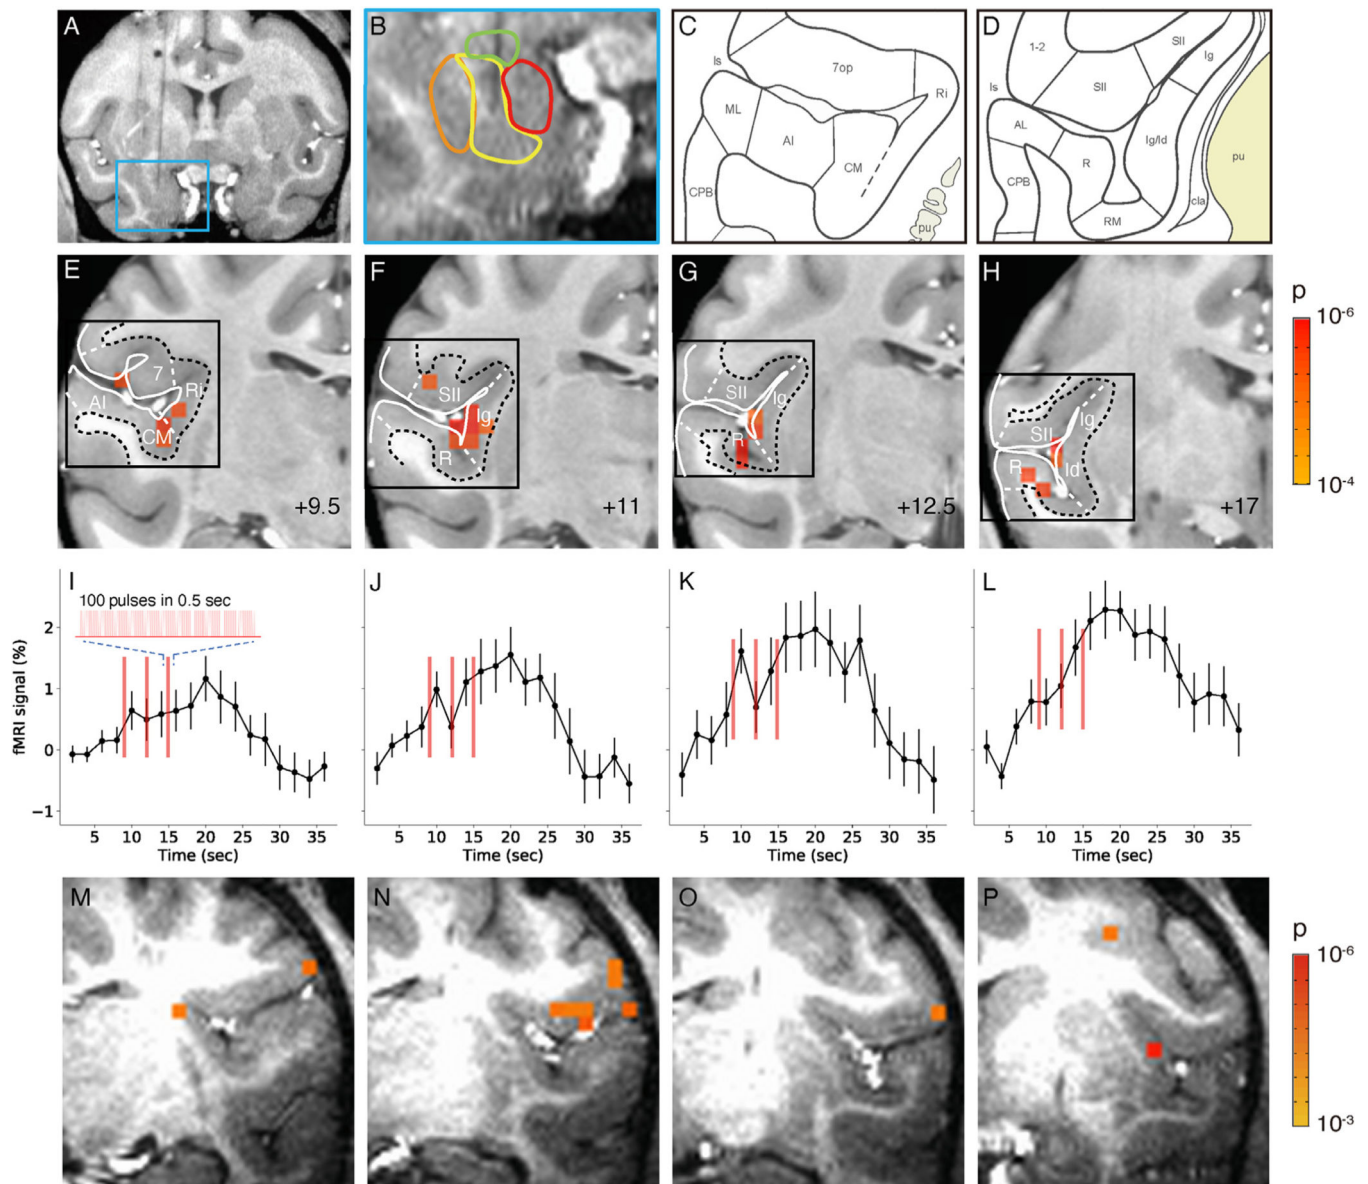 A
B
C
D
ls
7op
Ri
ML
AI
CM
CPB
pu
1-2
SII
Ig
ls
SII
AL
R
Ig/Id
CPB
RM
cla
pu
E
7
Ri
AI
CM
+9.5
F
SII
Ig
R
+11
G
SII
Ig
R
+12.5
H
SII
Ig
R
Id
+17
p
10-6
10-4
I
100 pulses in 0.5 sec
J
K
L
fMRI signal (%)
2
1
0
−1
5 10 15 20 25 30 35
5 10 15 20 25 30 35
5 10 15 20 25 30 35
5 10 15 20 25 30 35
Time (sec)
Time (sec)
Time (sec)
Time (sec)
M
N
O
P
p
10-6
10-3